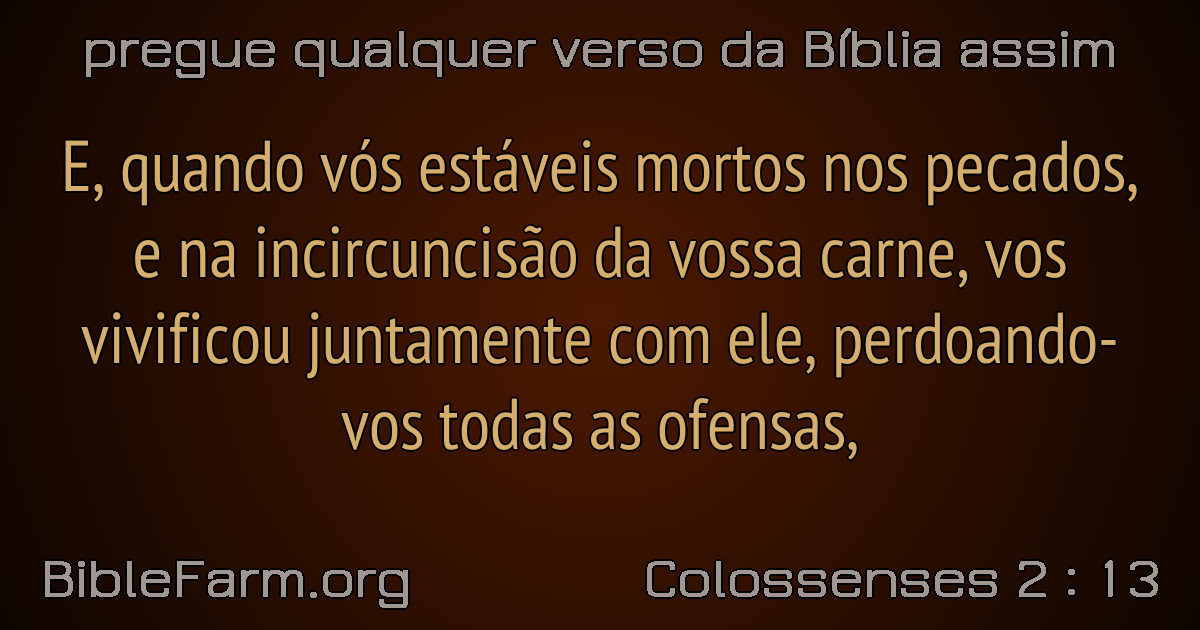 pregue qualquer verso da Bíblia assim
E, quando vós estáveis mortos nos pecados,
e na incircuncisão da vossa carne, vos
vivificou juntamente com ele, perdoando-
vos todas as ofensas,
BibleFarm.org
Colossenses 2 : 13